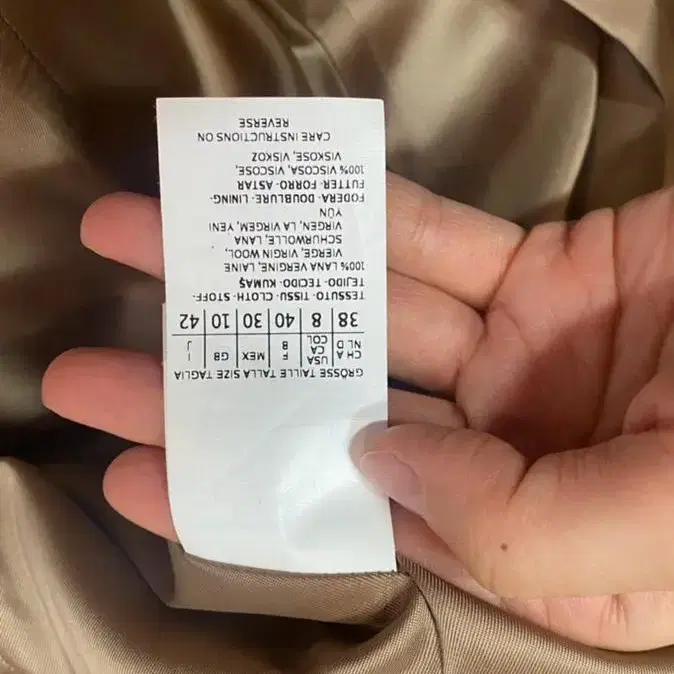 GRÖSSE TAILLE TALLA SIZE TAGLIA
CH A NL D USA CA COL F B MEX GB I J
38 8 40 30 10 42
TESSUTO-TISSU-CLOTH-STOFF-
TEJIDO-TECIDO-KUMAŞ
100% LANA VERGINE, LAINE
VIERGE, VIRGIN WOOL,
SCHURWOLLE, LANA
VIRGEN, LA VIRGEM, YENI
YÜN
FODERA-DOUBLURE-LINING-
FUTTER-FORRO-ASTAR
100% VISCOSA, VISCOSE,
VISKOSE, VISKOZ
CARE INSTRUCTIONS ON
REVERSE